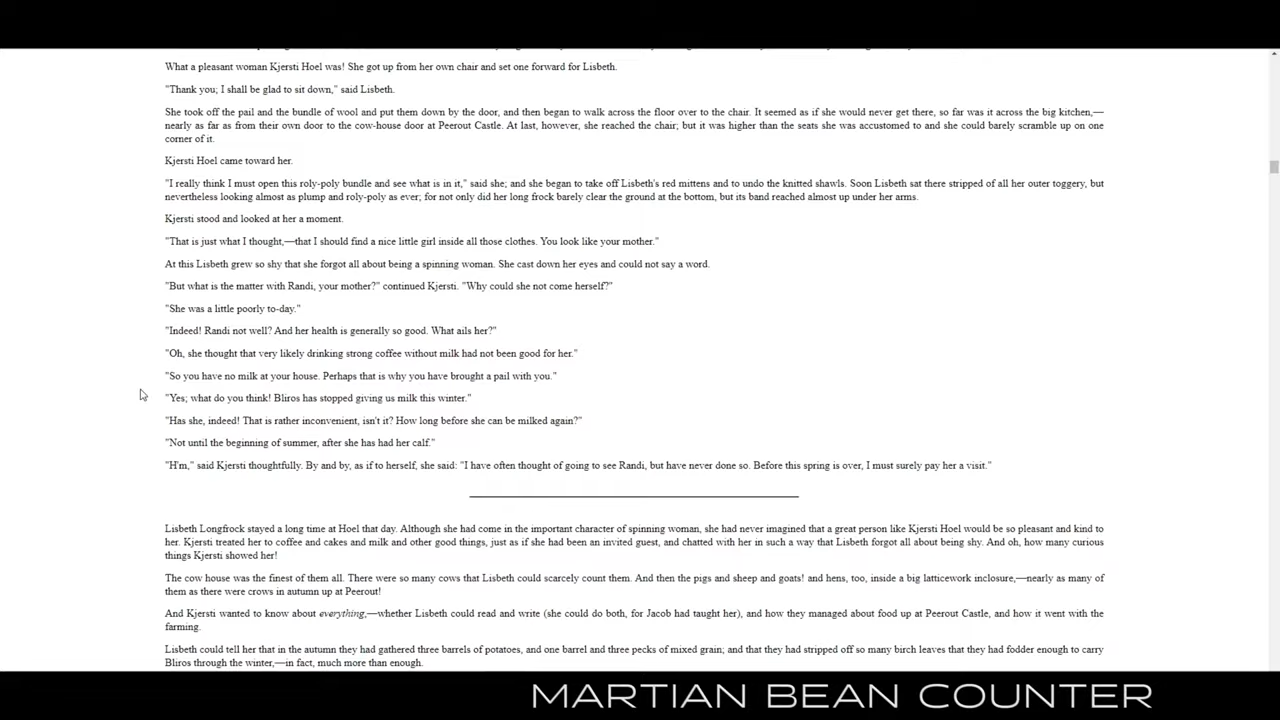 What a pleasant woman Kjersti Hoel was! She got up from her own chair and set one forward for Lisbeth.
"Thank you; I shall be glad to sit down," said Lisbeth.
She took off the pail and the bundle of wool and put them down by the door, and then began to walk across the floor over to the chair. It seemed as if she would never get there, so far was it across the big kitchen,—
nearly as far as from their own door to the cow-house door at Peerout Castle. At last, however, she reached the chair; but it was higher than the seats she was accustomed to and she could barely scramble up on one
corner of it.
Kjersti Hoel came toward her.
"I really think I must open this roly-poly bundle and see what is in it," said she; and she began to take off Lisbeth's red mittens and to undo the knitted shawls. Soon Lisbeth sat there stripped of all her outer toggery, but
nevertheless looking almost as plump and roly-poly as ever; for not only did her long frock barely clear the ground at the bottom, but its band reached almost up under her arms.
Kjersti stood and looked at her a moment.
"That is just what I thought,—that I should find a nice little girl inside all those clothes. You look like your mother."
At this Lisbeth grew so shy that she forgot all about being a spinning woman. She cast down her eyes and could not say a word.
"But what is the matter with Randi, your mother?" continued Kjersti. "Why could she not come herself?"
"She was a little poorly to-day."
"Indeed! Randi not well? And her health is generally so good. What ails her?"
"Oh, she thought that very likely drinking strong coffee without milk had not been good for her."
"So you have no milk at your house. Perhaps that is why you have brought a pail with you."
"Yes; what do you think! Bliros has stopped giving us milk this winter."
"Has she, indeed! That is rather inconvenient, isn't it? How long before she can be milked again?"
"Not until the beginning of summer, after she has had her calf."
"H'm," said Kjersti thoughtfully. By and by, as if to herself, she said: "I have often thought of going to see Randi, but have never done so. Before this spring is over, I must surely pay her a visit."
Lisbeth Longfrock stayed a long time at Hoel that day. Although she had come in the important character of spinning woman, she had never imagined that a great person like Kjersti Hoel would be so pleasant and kind to
her. Kjersti treated her to coffee and cakes and milk and other good things, just as if she had been an invited guest, and chatted with her in such a way that Lisbeth forgot all about being shy. And oh, how many curious
things Kjersti showed her!
The cow house was the finest of them all. There were so many cows that Lisbeth could scarcely count them. And then the pigs and sheep and goats! and hens, too, inside a big latticework inclosure,—nearly as many of
them as there were crows in autumn up at Peerout!
And Kjersti wanted to know about everything,—whether Lisbeth could read and write (she could do both, for Jacob had taught her), and how they managed about food up at Peerout Castle, and how it went with the
farming.
Lisbeth could tell her that in the autumn they had gathered three barrels of potatoes, and one barrel and three pecks of mixed grain; and that they had stripped off so many birch leaves that they had fodder enough to carry
Bliros through the winter,—in fact, much more than enough.
MARTIAN BEAN COUNTER